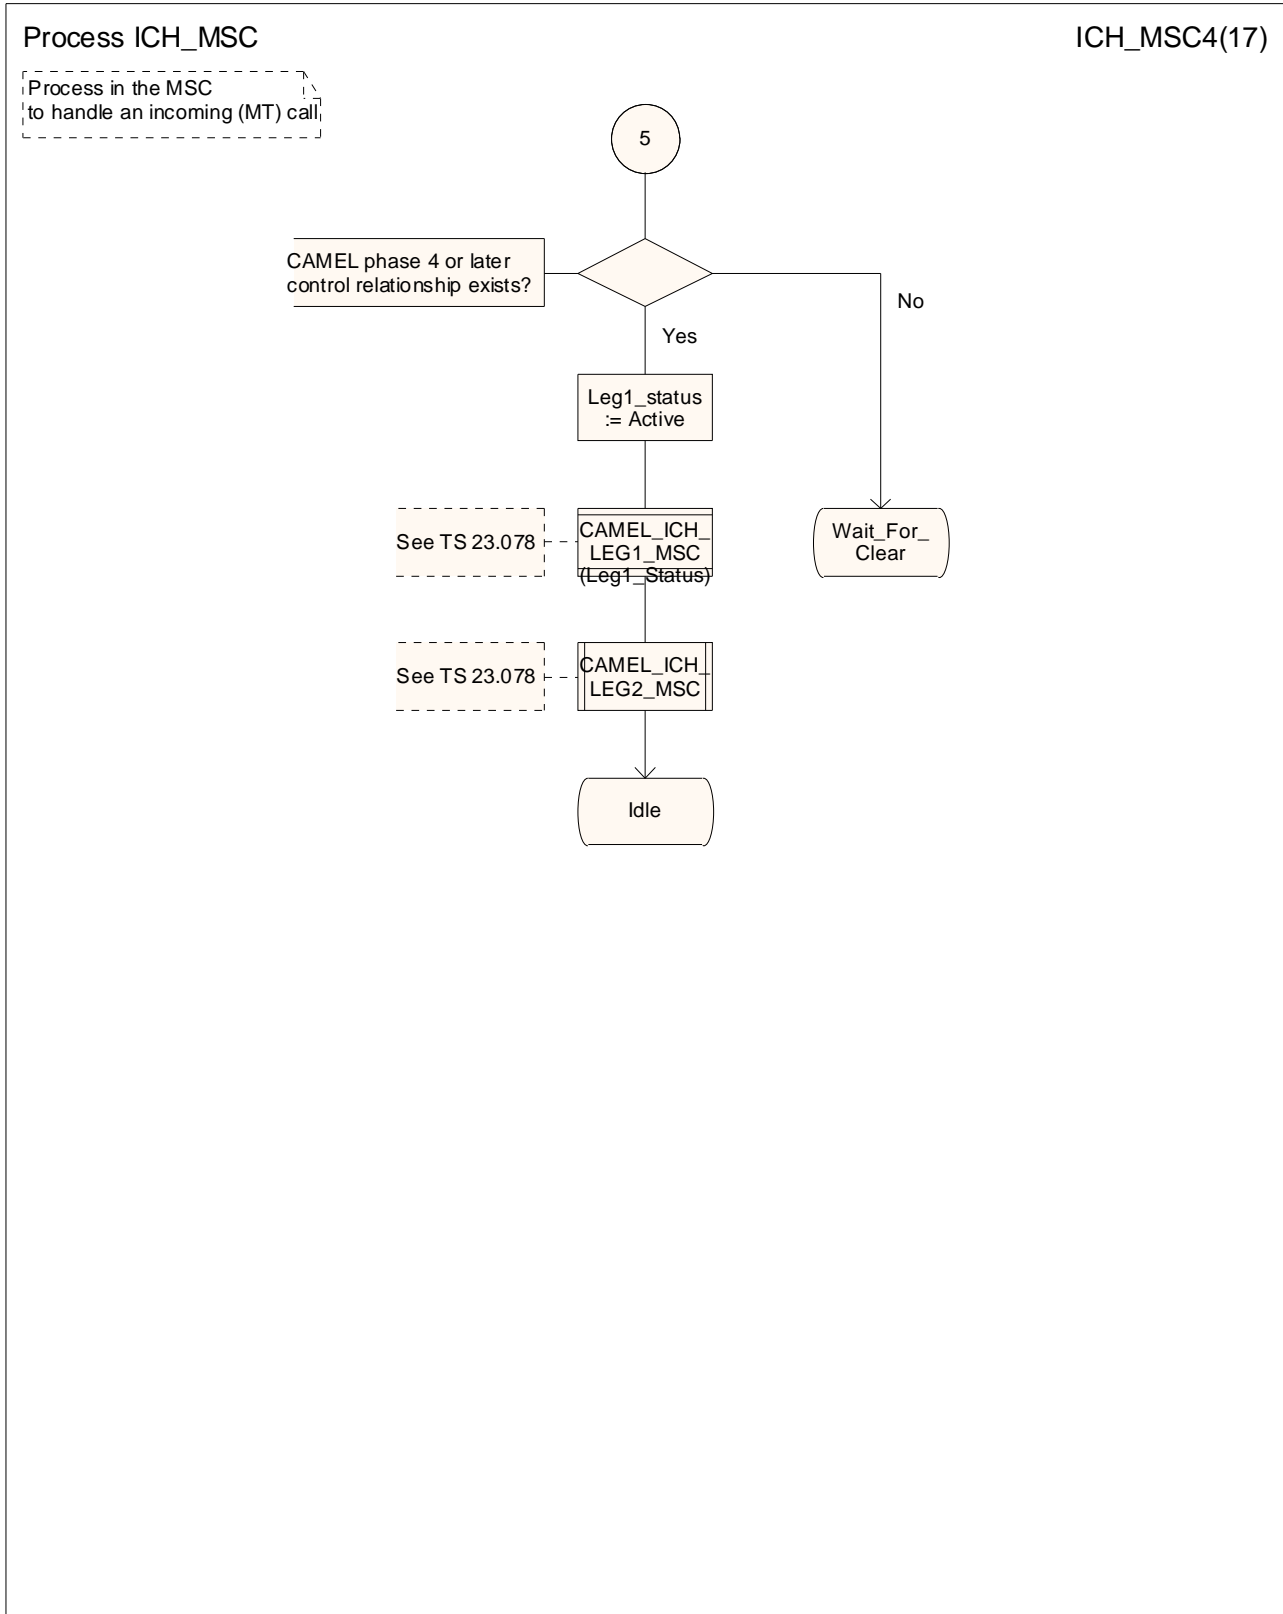 Process ICH_MSC
ICH_MSC4(17)
Process in the MSC
to handle an incoming (MT) call
5
CAMEL phase 4 or later
control relationship exists?
No
Yes
Leg1_status
:= Active
See TS 23.078
CAMEL_ICH_
LEG1_MSC
(Leg1_Status)
Wait_For_
Clear
See TS 23.078
CAMEL_ICH_
LEG2_MSC
Idle